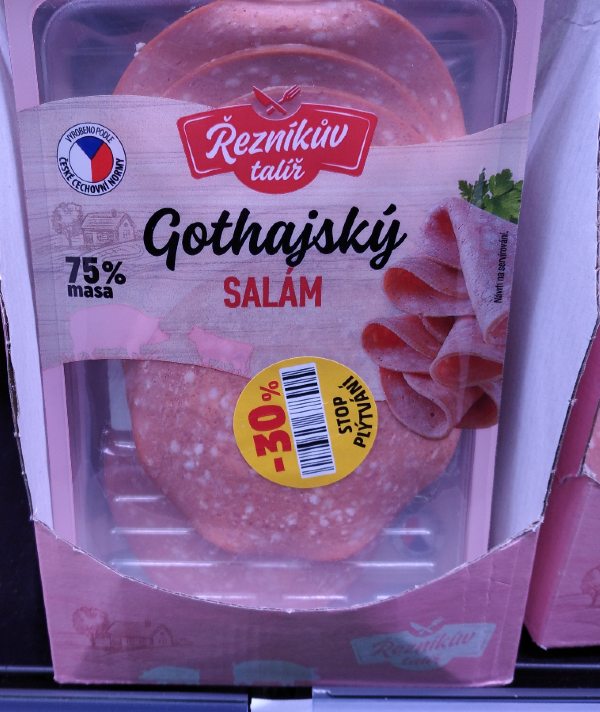 VYROBENO PODLE
ČESKÉ CECHOVNÍ NORMY
Řezníkův
talíř
Gothajský
SALÁM
75%
masa
Návrh na servírování.
-30%
STOP
PLÝTVÁNÍ
Řezníkův
talíř